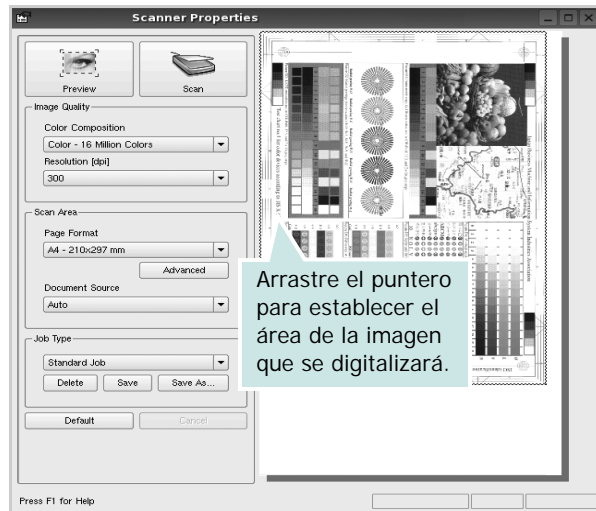 Scanner Properties
Preview
Scan
Image Quality
Color Composition
Color - 16 Million Colors
Resolution [dpi]
300
Scan Area
Page Format
A4 - 210x297 mm
Advanced
Document Source
Auto
Job Type
Standard Job
Delete
Save
Save As...
Default
Cancel
Arrastre el puntero
para establecer el
área de la imagen
que se digitalizará.
Press F1 for Help